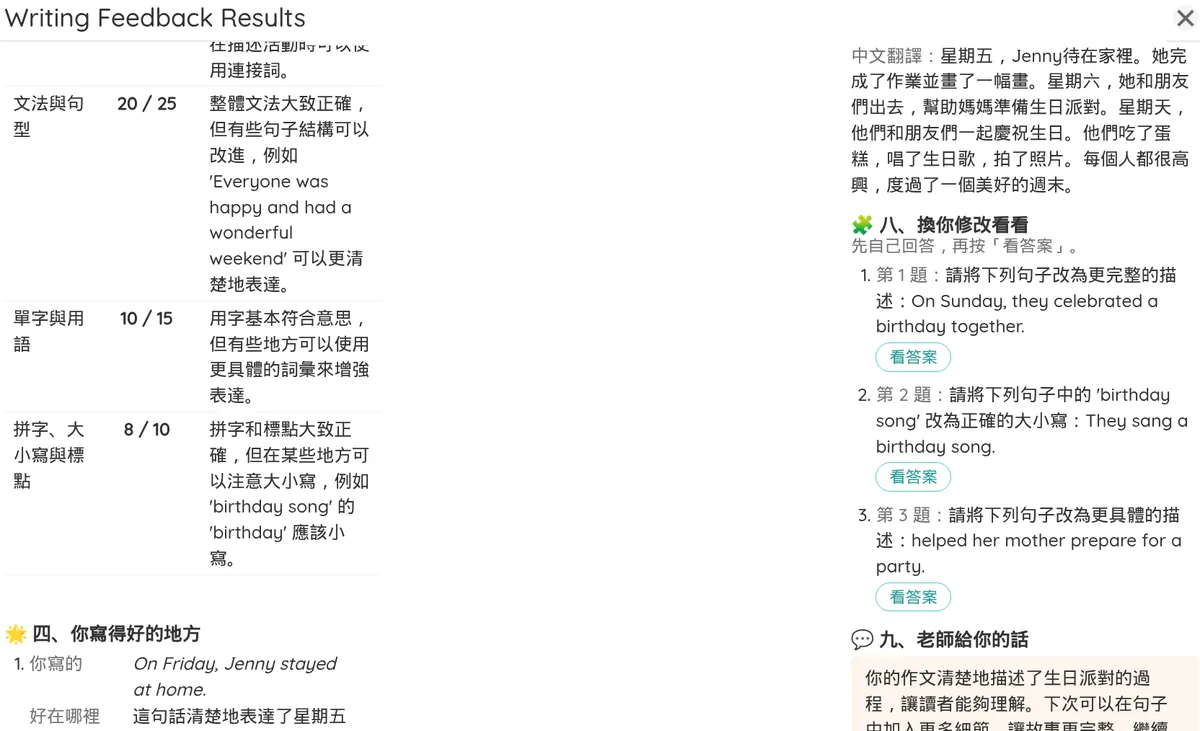 Writing Feedback Results
在描述活動時可以使
用連接詞。
文法與句
型
20 / 25
整體文法大致正確，
但有些句子結構可以
改進，例如
'Everyone was
happy and had a
wonderful
weekend' 可以更清
楚地表達。
單字與用
語
10 / 15
用字基本符合意思，
但有些地方可以使用
更具體的詞彙來增強
表達。
拼字、大
小寫與標
點
8 / 10
拼字和標點大致正
確，但在某些地方可
以注意大小寫，例如
'birthday song' 的
'birthday' 應該小
寫。
四、你寫得好的地方
1. 你寫的
On Friday, Jenny stayed
at home.
好在哪裡
這句話清楚地表達了星期五
中文翻譯：星期五，Jenny待在家裡。她完
成了作業並畫了一幅畫。星期六，她和朋友
們出去，幫助媽媽準備生日派對。星期天，
他們和朋友們一起慶祝生日。他們吃了蛋
糕，唱了生日歌，拍了照片。每個人都很高
興，度過了一個美好的週末。
八、換你修改看看
先自己回答，再按「看答案」。
1. 第 1 題：請將下列句子改為更完整的描
述：On Sunday, they celebrated a
birthday together.
看答案
2. 第 2 題：請將下列句子中的 'birthday
song' 改為正確的大小寫：They sang a
birthday song.
看答案
3. 第 3 題：請將下列句子改為更具體的描
述：helped her mother prepare for a
party.
看答案
九、老師給你的話
你的作文清楚地描述了生日派對的過
程，讓讀者能夠理解。下次可以在句子
中加入更多細節，讓故事更完整。繼續